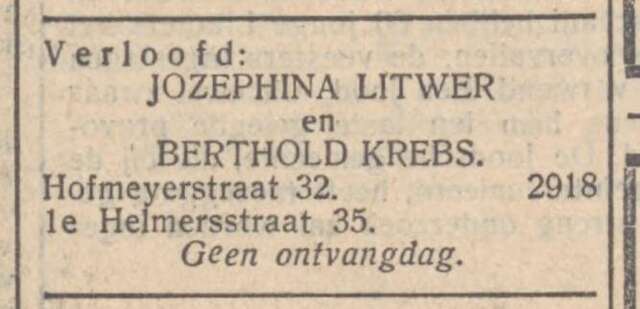 Verloofd:
JOZEPHINA LITWER
en
BERTHOLD KREBS.
Hofmeyerstraat 32. 2918
1e Helmersstraat 35.
Geen ontvangdag.